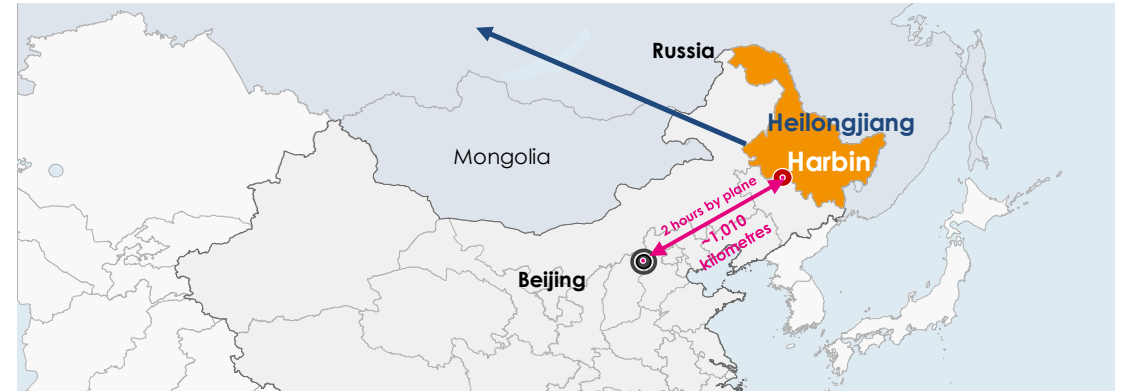 Russia
Heilongjiang
Mongolia
Harbin
2 hours by plane
~1,010
kilometres
Beijing